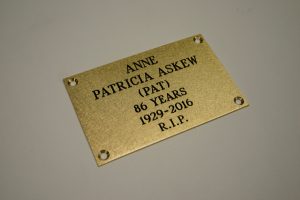 ANNE
PATRICIA ASKEW
(PAT)
86 YEARS
1929-2016
R.I.P.